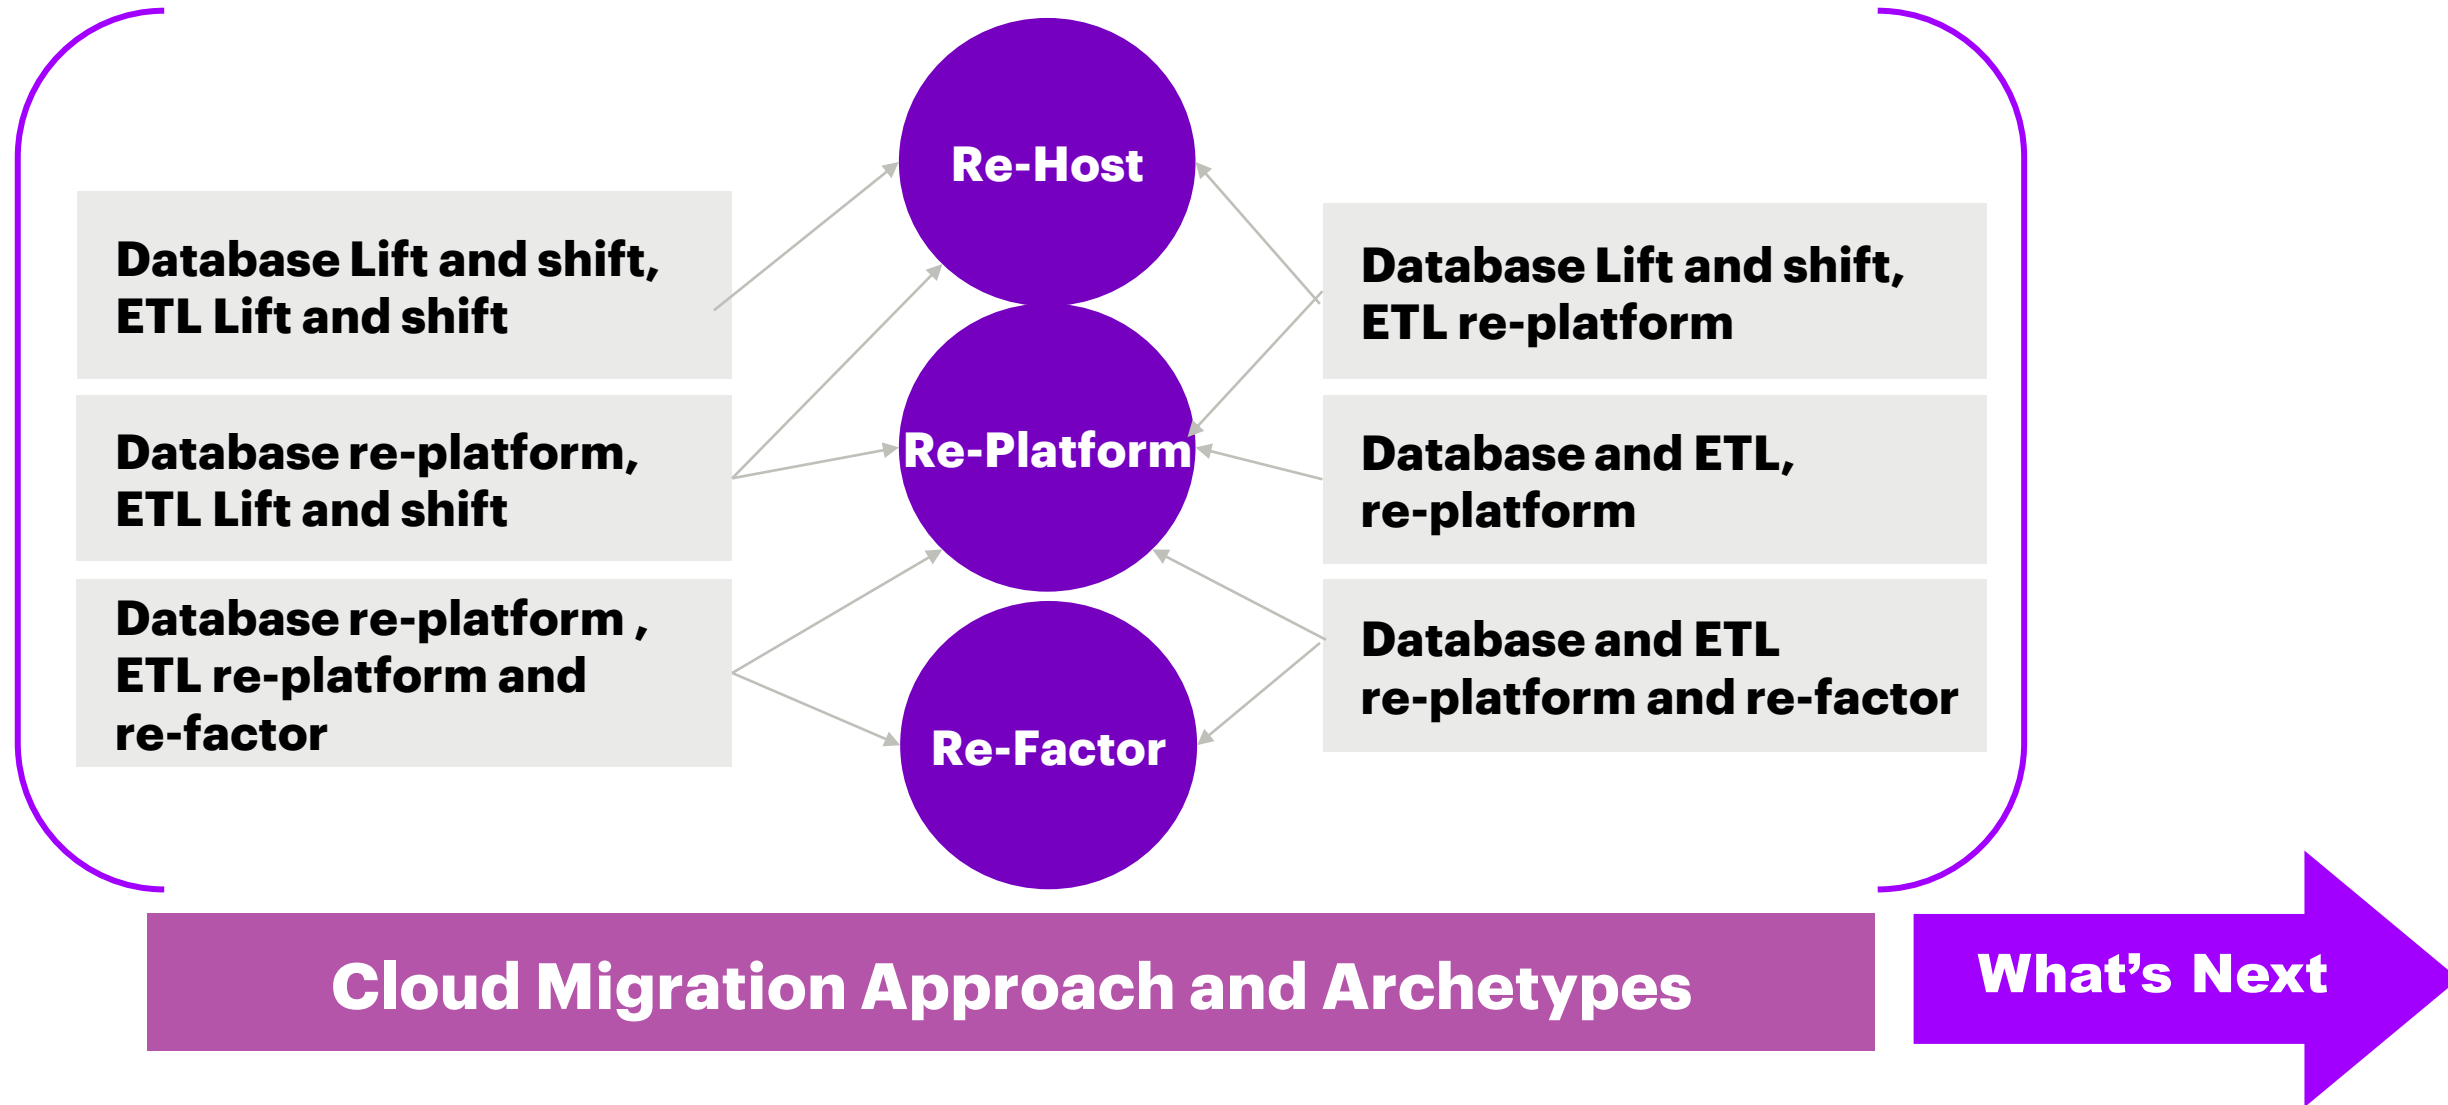 Re-Host
Database Lift and shift,
ETL Lift and shift
Database Lift and shift,
ETL re-platform
Database re-platform,
ETL Lift and shift
Re-Platform
Database and ETL,
re-platform
Database re-platform ,
ETL re-platform and
re-factor
Re-Factor
Database and ETL
re-platform and re-factor
Cloud Migration Approach and Archetypes
What’s Next